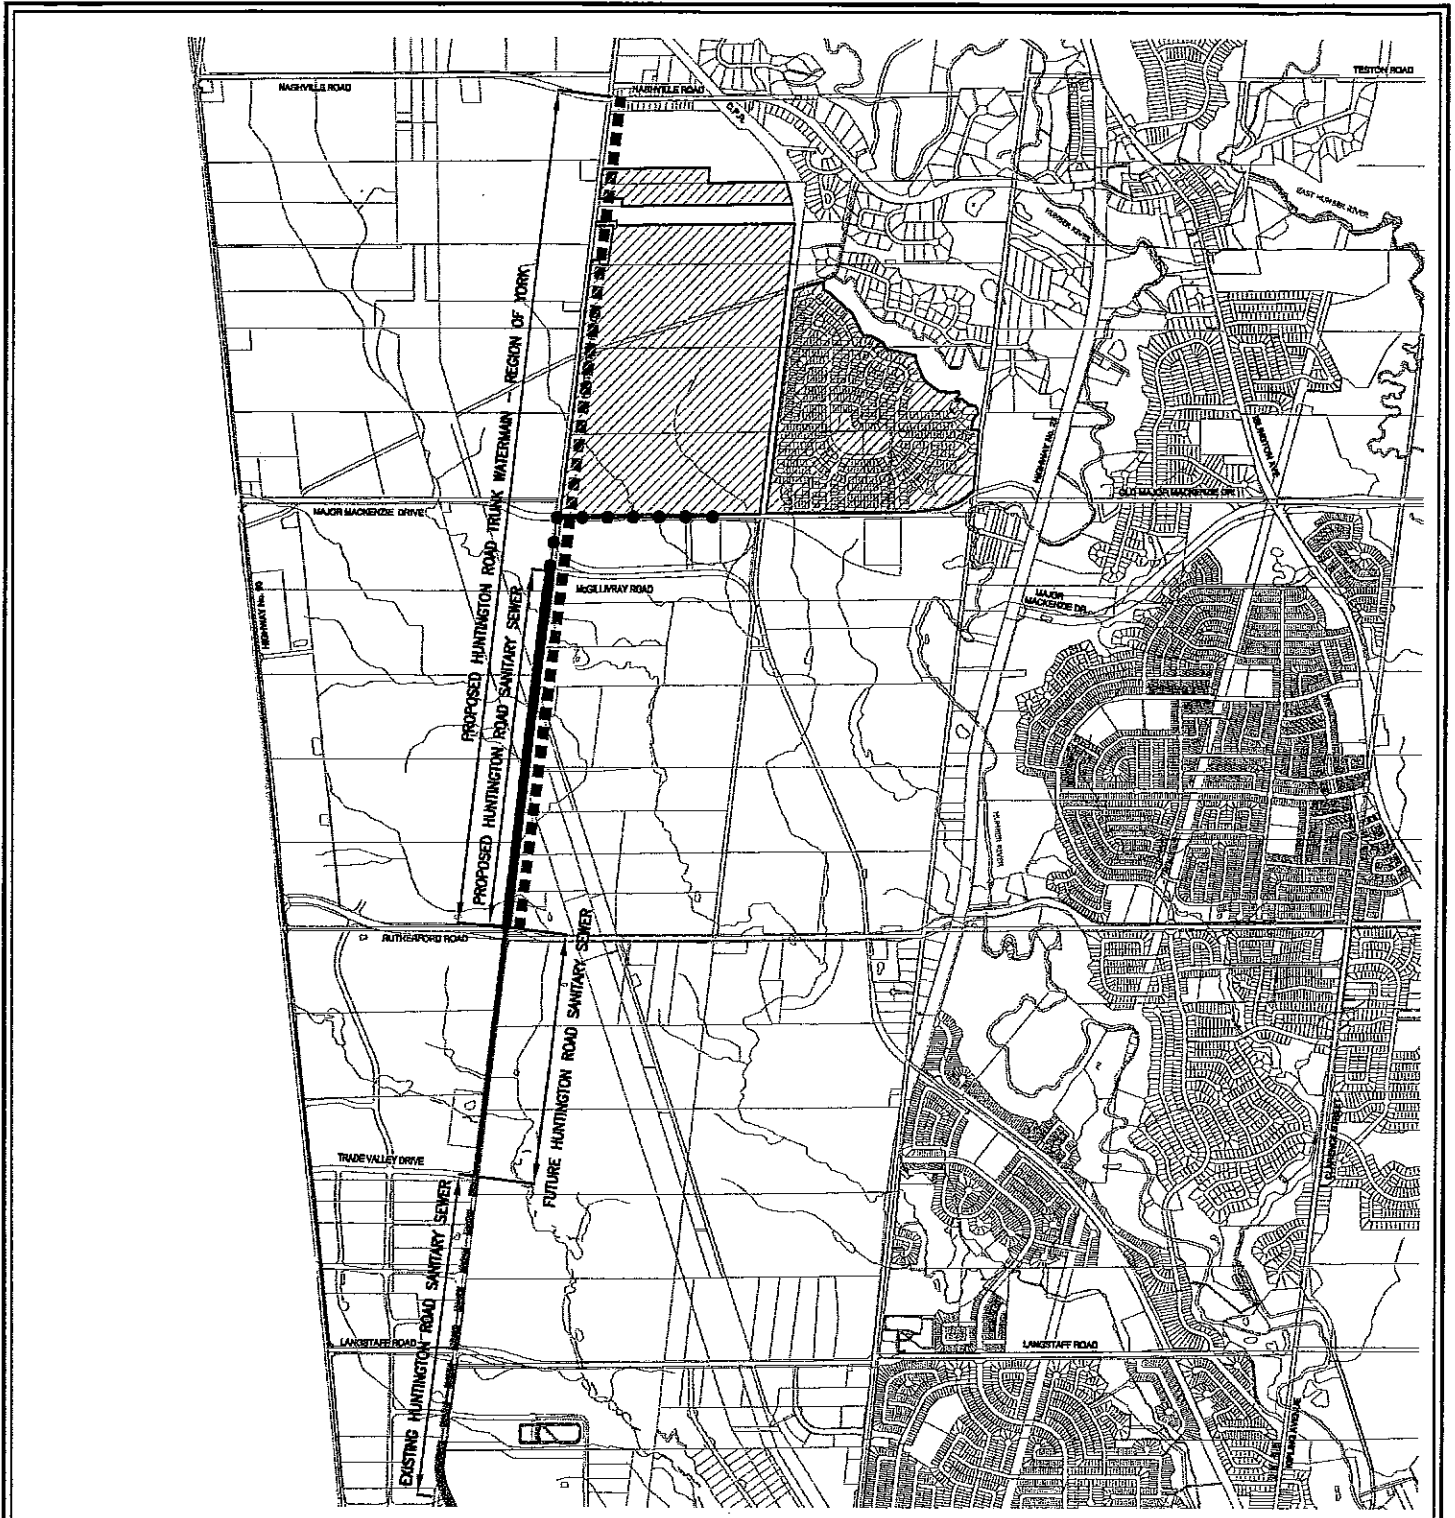 TESTON ROAD
NASHVILLE ROAD
NASHVILLE ROAD
C.P.R.
EAST HUMBER RIVER
HUMBER RIVER
PROPOSED HUNTINGTON ROAD TRUNK WATERMAIN - REGION OF YORK
HIGHWAY No. 27
ISLINGTON AVE
OLD MAJOR MACKENZIE DR.
MAJOR MACKENZIE DRIVE
McGILLIVRAY ROAD
HIGHWAY No. 50
MAJOR
MACKENZIE DR.
PROPOSED HUNTINGTON ROAD SANITARY SEWER
HUMBER RIVER
RUTHERFORD ROAD
FUTURE HUNTINGTON ROAD SANITARY SEWER
CLARENCE STREET
TRADE VALLEY DRIVE
EXISTING HUNTINGTON ROAD SANITARY SEWER
LANGSTAFF ROAD
LANGSTAFF ROAD
KIPLING AVENUE